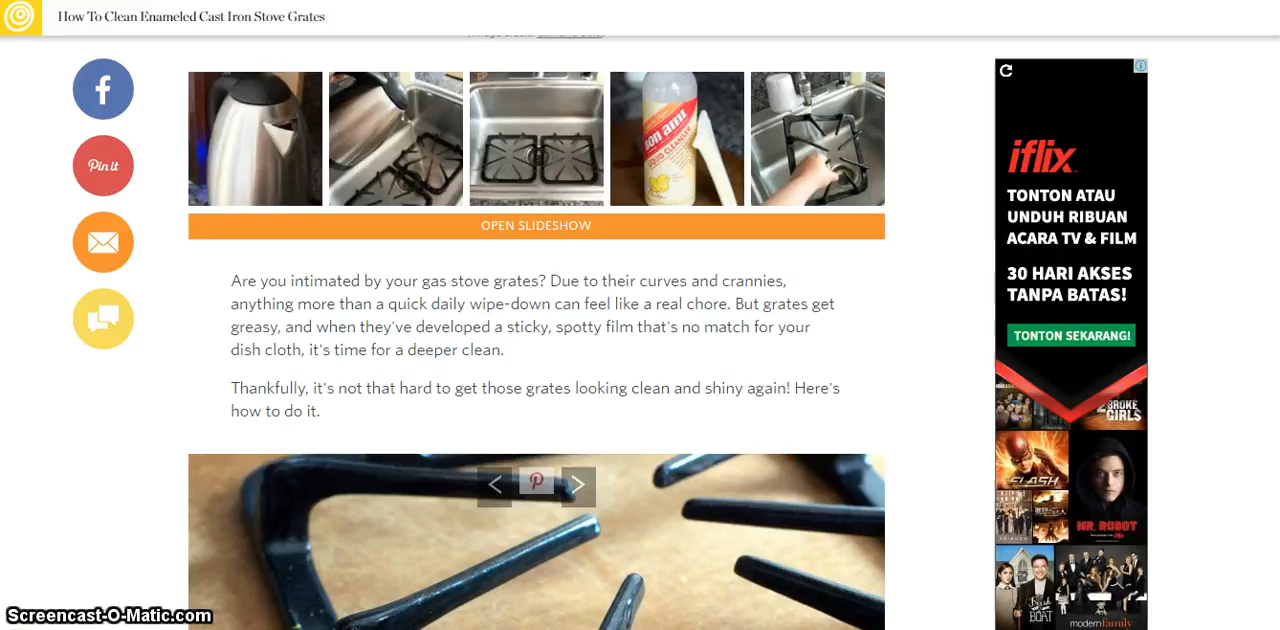 How To Clean Enameled Cast Iron Stove Grates
bon ami
LIQUID CLEANSER
Pin it
OPEN SLIDESHOW
Are you intimated by your gas stove grates? Due to their curves and crannies,
anything more than a quick daily wipe-down can feel like a real chore. But grates get
greasy, and when they've developed a sticky, spotty film that's no match for your
dish cloth, it's time for a deeper clean.
Thankfully, it's not that hard to get those grates looking clean and shiny again! Here's
how to do it.
iflix
TONTON ATAU
UNDUH RIBUAN
ACARA TV & FILM
30 HARI AKSES
TANPA BATAS!
TONTON SEKARANG!
2 BROKE
GIRLS
FLASH
MR. ROBOT
BOAT
modern family
Screencast-O-Matic.com